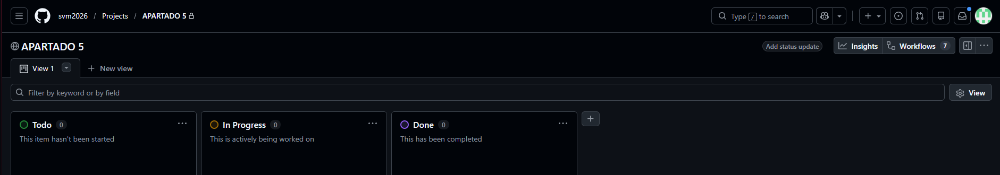 svm2026 / Projects / APARTADO 5
Type / to search
APARTADO 5
Add status update
Insights
Workflows 7
View 1
New view
Filter by keyword or by field
View
Todo 0
This item hasn't been started
In Progress 0
This is actively being worked on
Done 0
This has been completed